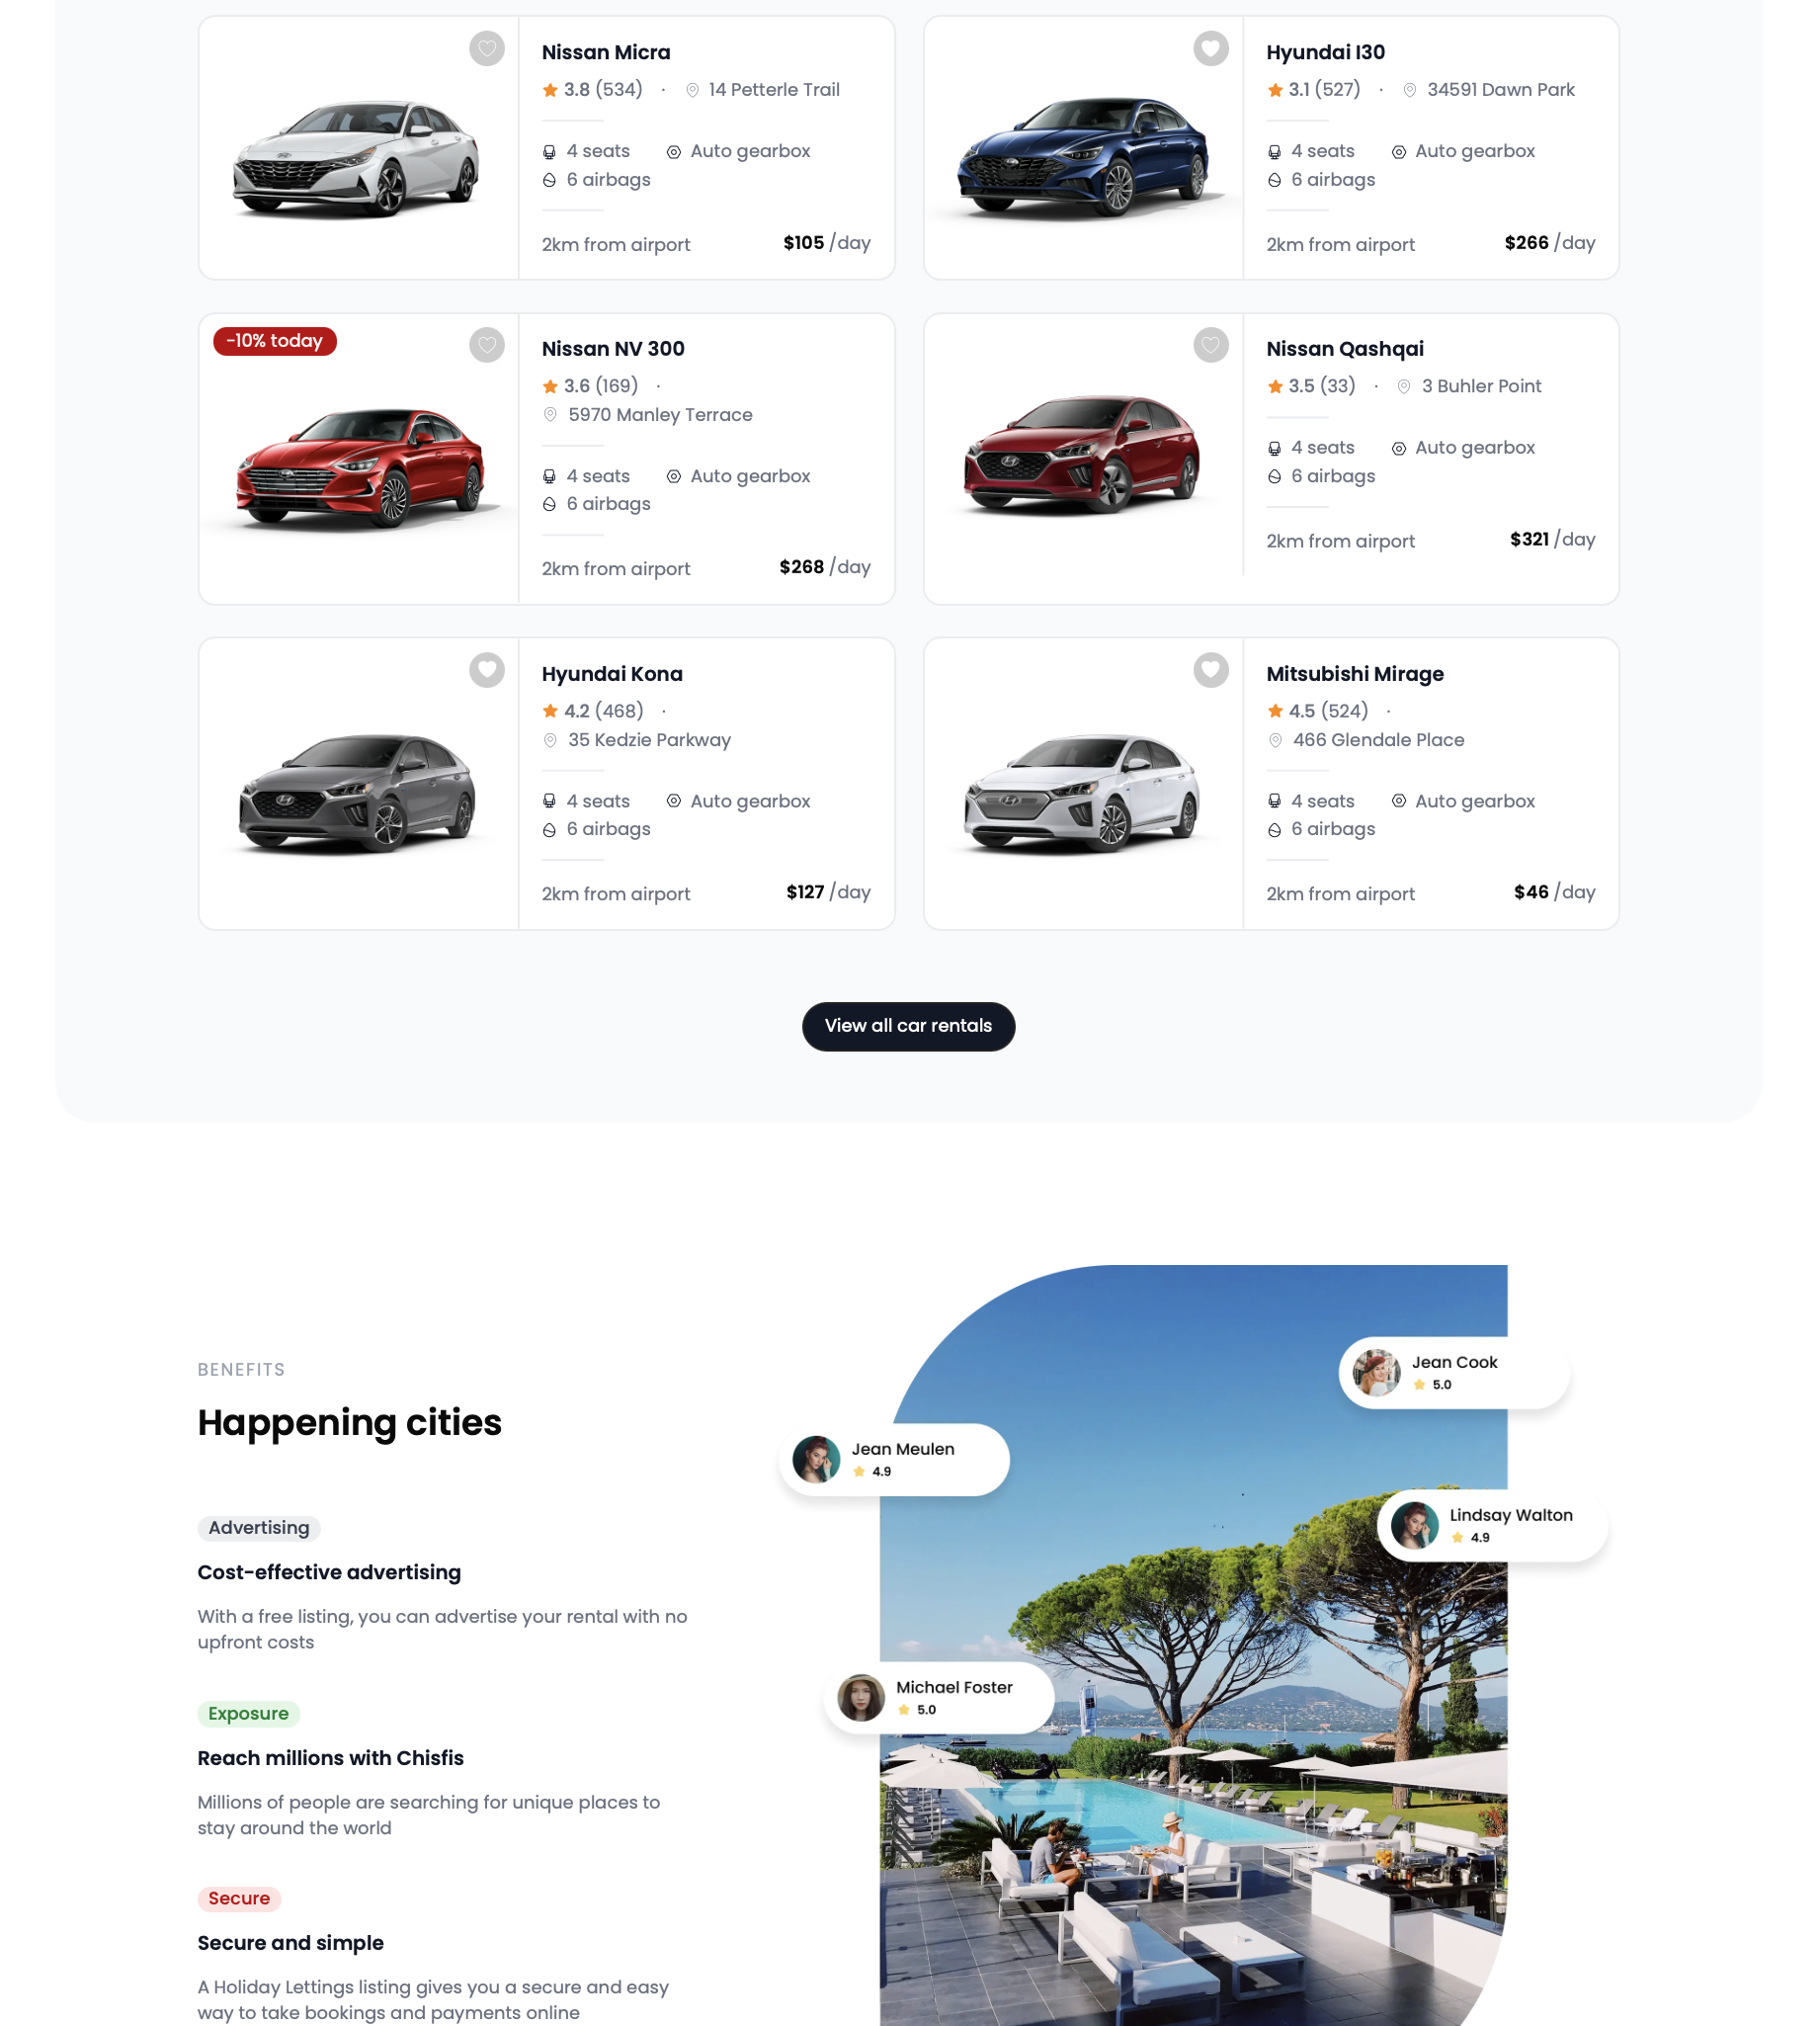 Nissan Micra
3.8 (534) · 14 Petterle Trail
4 seats Auto gearbox
6 airbags
2km from airport $105 /day
Hyundai I30
3.1 (527) · 34591 Dawn Park
4 seats Auto gearbox
6 airbags
2km from airport $266 /day
-10% today
Nissan NV 300
3.6 (169) ·
5970 Manley Terrace
4 seats Auto gearbox
6 airbags
2km from airport $268 /day
Nissan Qashqai
3.5 (33) · 3 Buhler Point
4 seats Auto gearbox
6 airbags
2km from airport $321 /day
Hyundai Kona
4.2 (468) ·
35 Kedzie Parkway
4 seats Auto gearbox
6 airbags
2km from airport $127 /day
Mitsubishi Mirage
4.5 (524) ·
466 Glendale Place
4 seats Auto gearbox
6 airbags
2km from airport $46 /day
View all car rentals
BENEFITS
Happening cities
Advertising
Cost-effective advertising
With a free listing, you can advertise your rental with no
upfront costs
Exposure
Reach millions with Chisfis
Millions of people are searching for unique places to
stay around the world
Secure
Secure and simple
A Holiday Lettings listing gives you a secure and easy
way to take bookings and payments online
Jean Cook
5.0
Jean Meulen
4.9
Lindsay Walton
4.9
Michael Foster
5.0